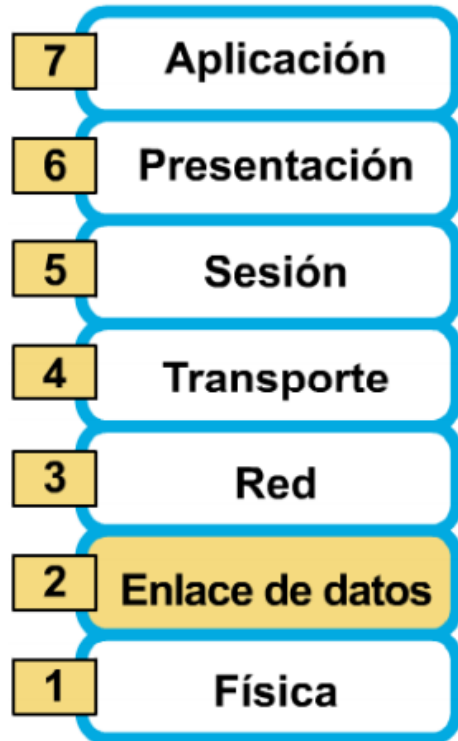 7 Aplicación
6 Presentación
5 Sesión
4 Transporte
3 Red
2 Enlace de datos
1 Física